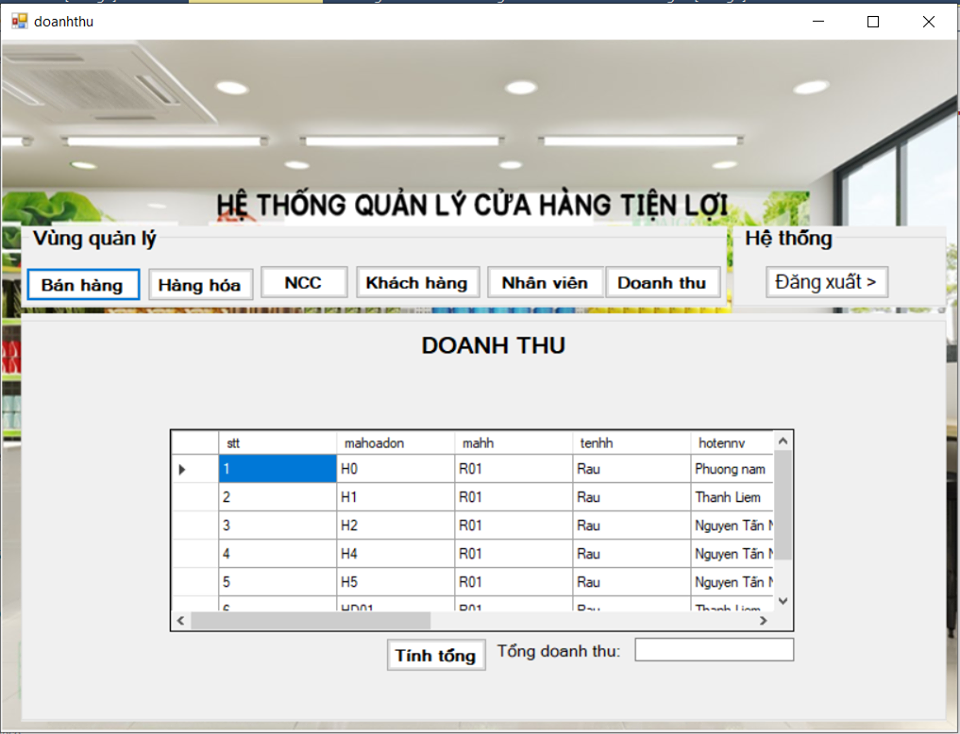 doanhthu
HỆ THỐNG QUẢN LÝ CỬA HÀNG TIỆN LỢI
Vùng quản lý
Hệ thống
Bán hàng Hàng hóa NCC Khách hàng Nhân viên Doanh thu Đăng xuất >
DOANH THU
stt mahoadon mahh tenhh hotennv
1 H0 R01 Rau Phuong nam
2 H1 R01 Rau Thanh Liem
3 H2 R01 Rau Nguyen Tấn
4 H4 R01 Rau Nguyen Tấn
5 H5 R01 Rau Nguyen Tấn
6 HD01 R01 Rau Thanh Liem
Tính tổng Tổng doanh thu: